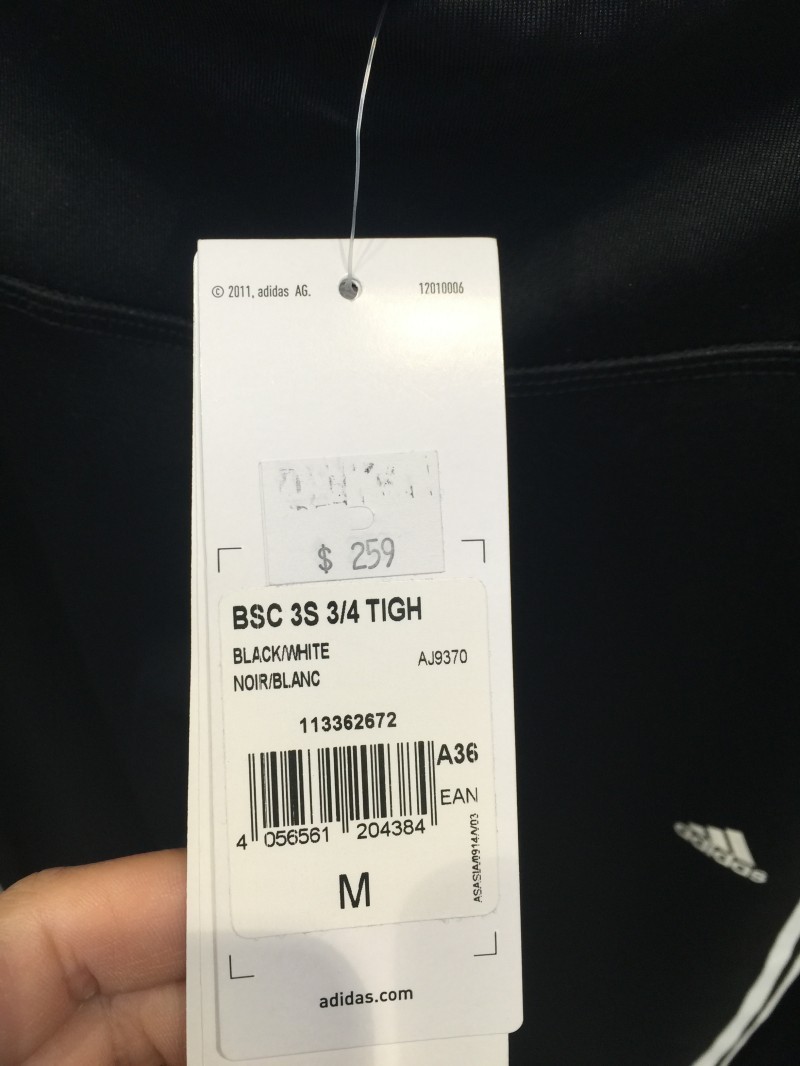 © 2011, adidas AG.
12010006
$ 259
BSC 3S 3/4 TIGH
BLACK/WHITE
AJ9370
NOIR/BLANC
113362672
A36
EAN
4 056561 204384
ASASIA/0914/V03
M
adidas.com
adidas